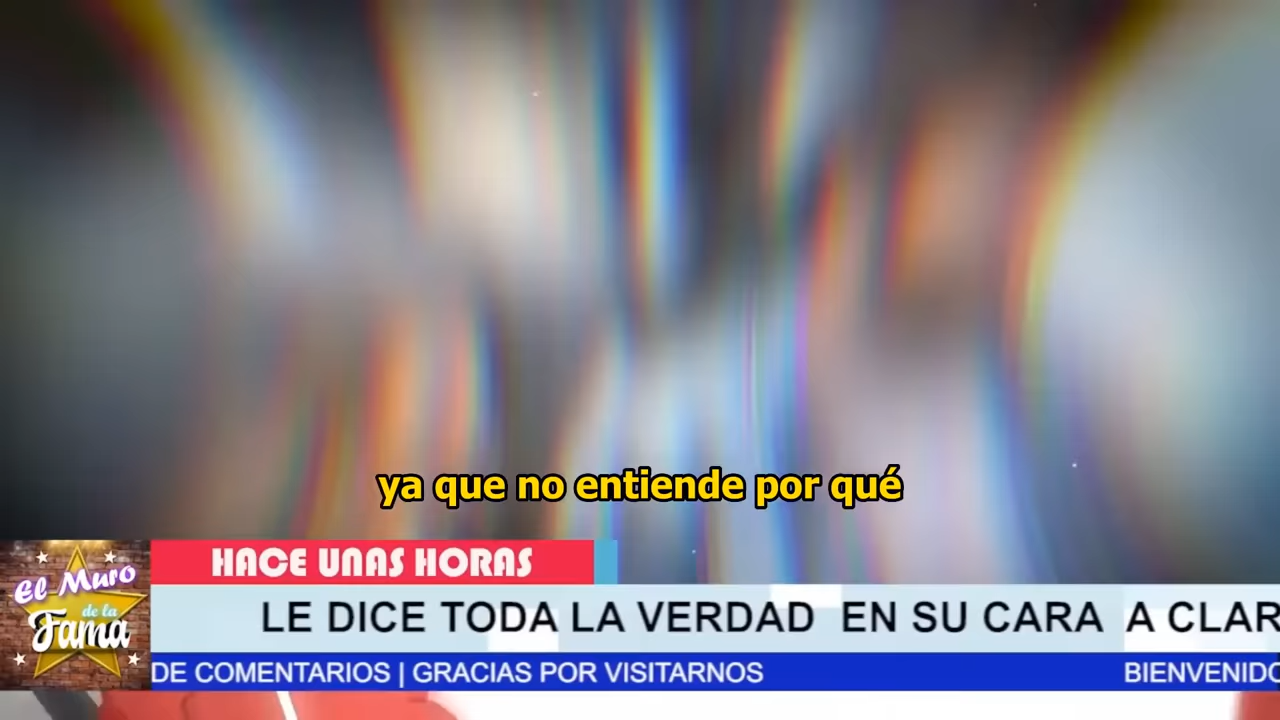 ya que no entiende por qué
HACE UNAS HORAS
El Muro
de la
Fama
LE DICE TODA LA VERDAD EN SU CARA A CLAR
DE COMENTARIOS | GRACIAS POR VISITARNOS
BIENVENIDO